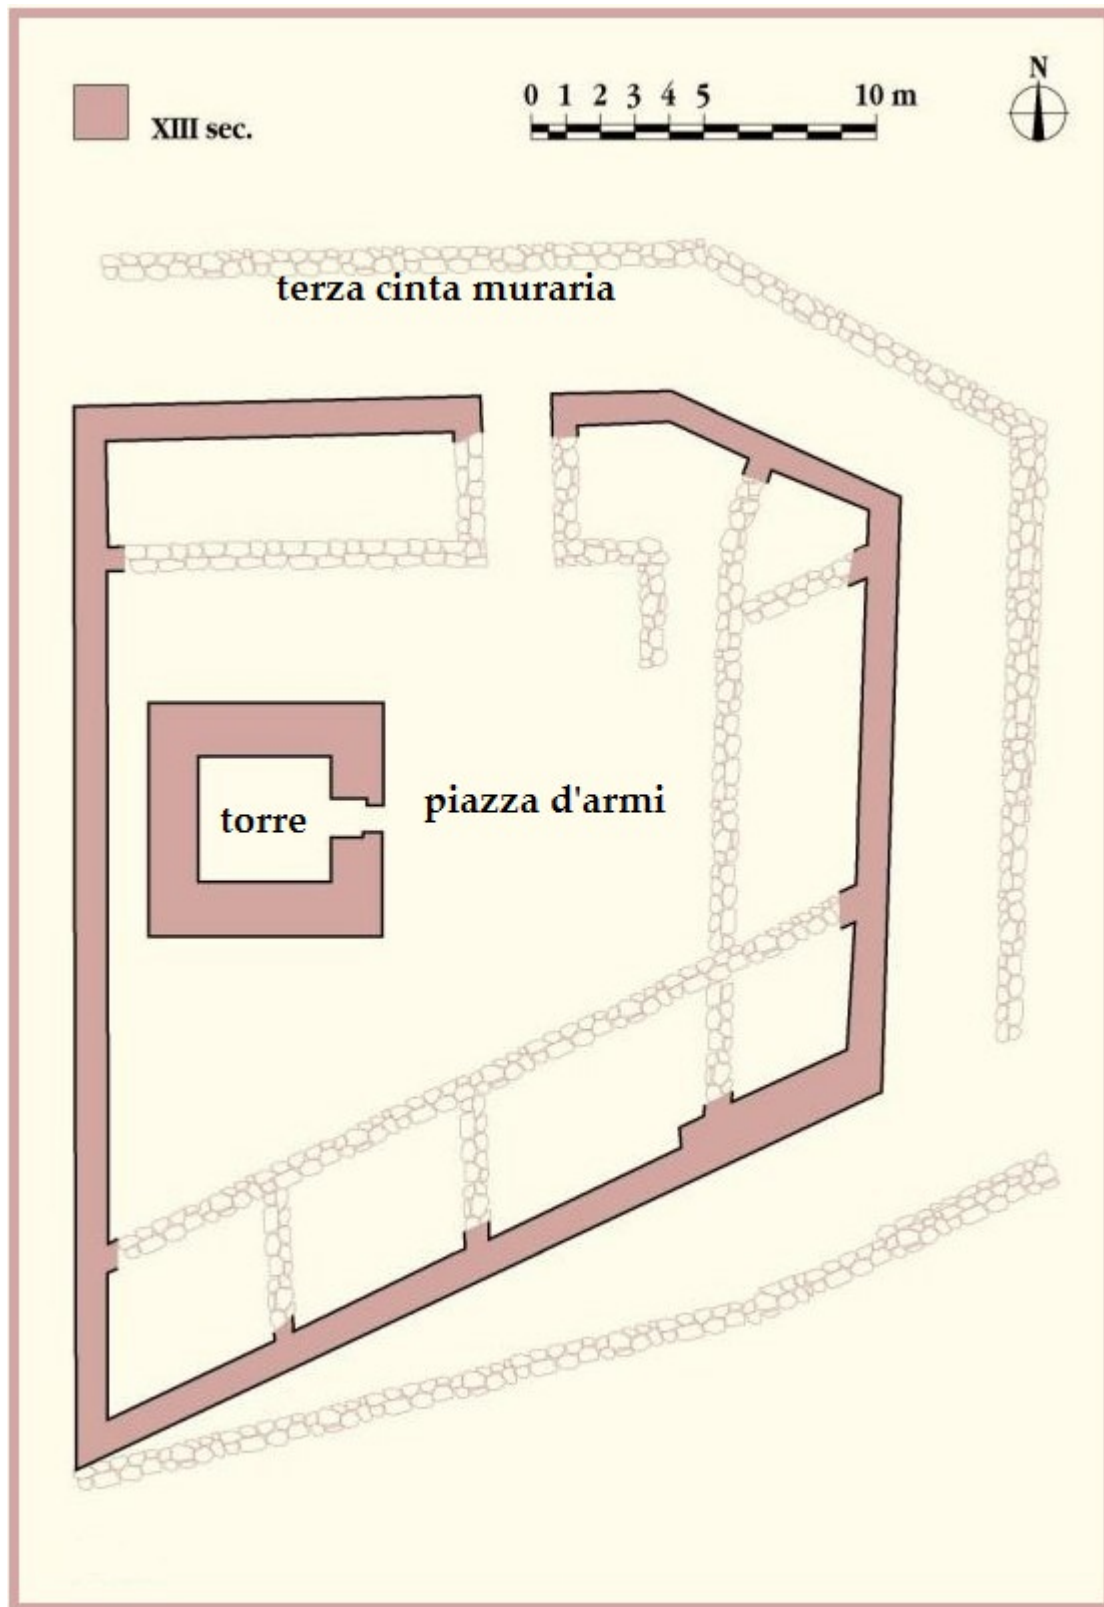 XIII sec.
0 1 2 3 4 5 10 m
N
terza cinta muraria
torre
piazza d'armi